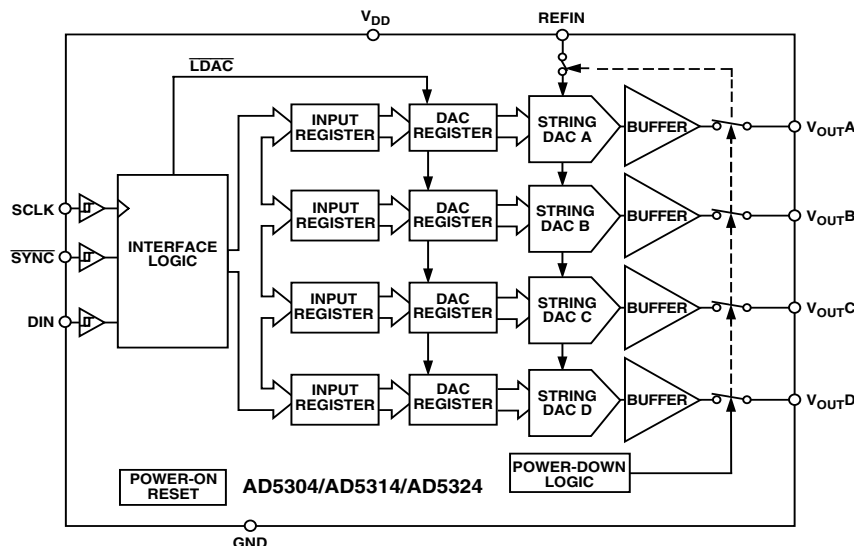 VDD
REFIN
LDAC
INPUT
REGISTER
DAC
REGISTER
STRING
DAC A
BUFFER
VOUTA
SCLK
SYNC
DIN
INTERFACE
LOGIC
INPUT
REGISTER
DAC
REGISTER
STRING
DAC B
BUFFER
VOUTB
INPUT
REGISTER
DAC
REGISTER
STRING
DAC C
BUFFER
VOUTC
INPUT
REGISTER
DAC
REGISTER
STRING
DAC D
BUFFER
VOUTD
POWER-ON
RESET
AD5304/AD5314/AD5324
POWER-DOWN
LOGIC
GND